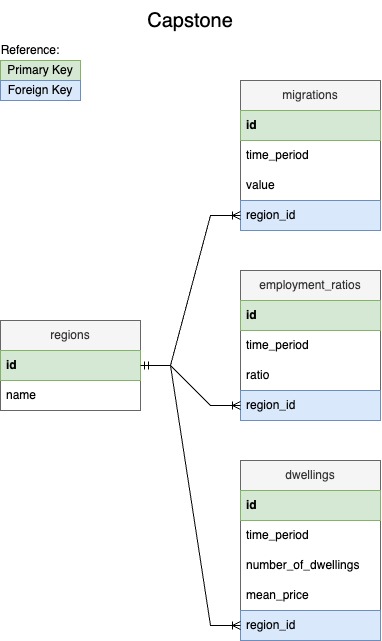 Capstone
Reference:
Primary Key
Foreign Key
migrations
id
time_period
value
region_id
employment_ratios
id
time_period
ratio
region_id
regions
id
name
dwellings
id
time_period
number_of_dwellings
mean_price
region_id